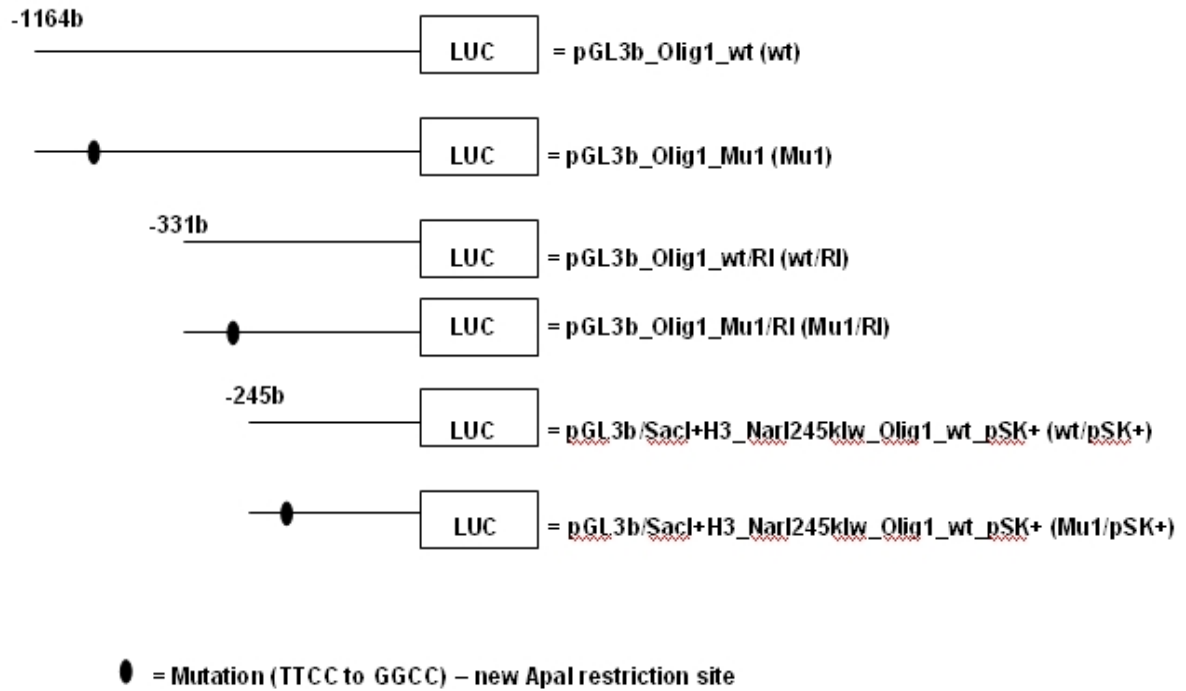 -1164b
LUC = pGL3b_Olig1_wt (wt)
LUC = pGL3b_Olig1_Mu1 (Mu1)
-331b
LUC = pGL3b_Olig1_wt/RI (wt/RI)
LUC = pGL3b_Olig1_Mu1/RI (Mu1/RI)
-245b
LUC = pGL3b/SacI+H3_NarI245klw_Olig1_wt_pSK+ (wt/pSK+)
LUC = pGL3b/SacI+H3_NarI245klw_Olig1_wt_pSK+ (Mu1/pSK+)
= Mutation (TTCC to GGCC) – new ApaI restriction site